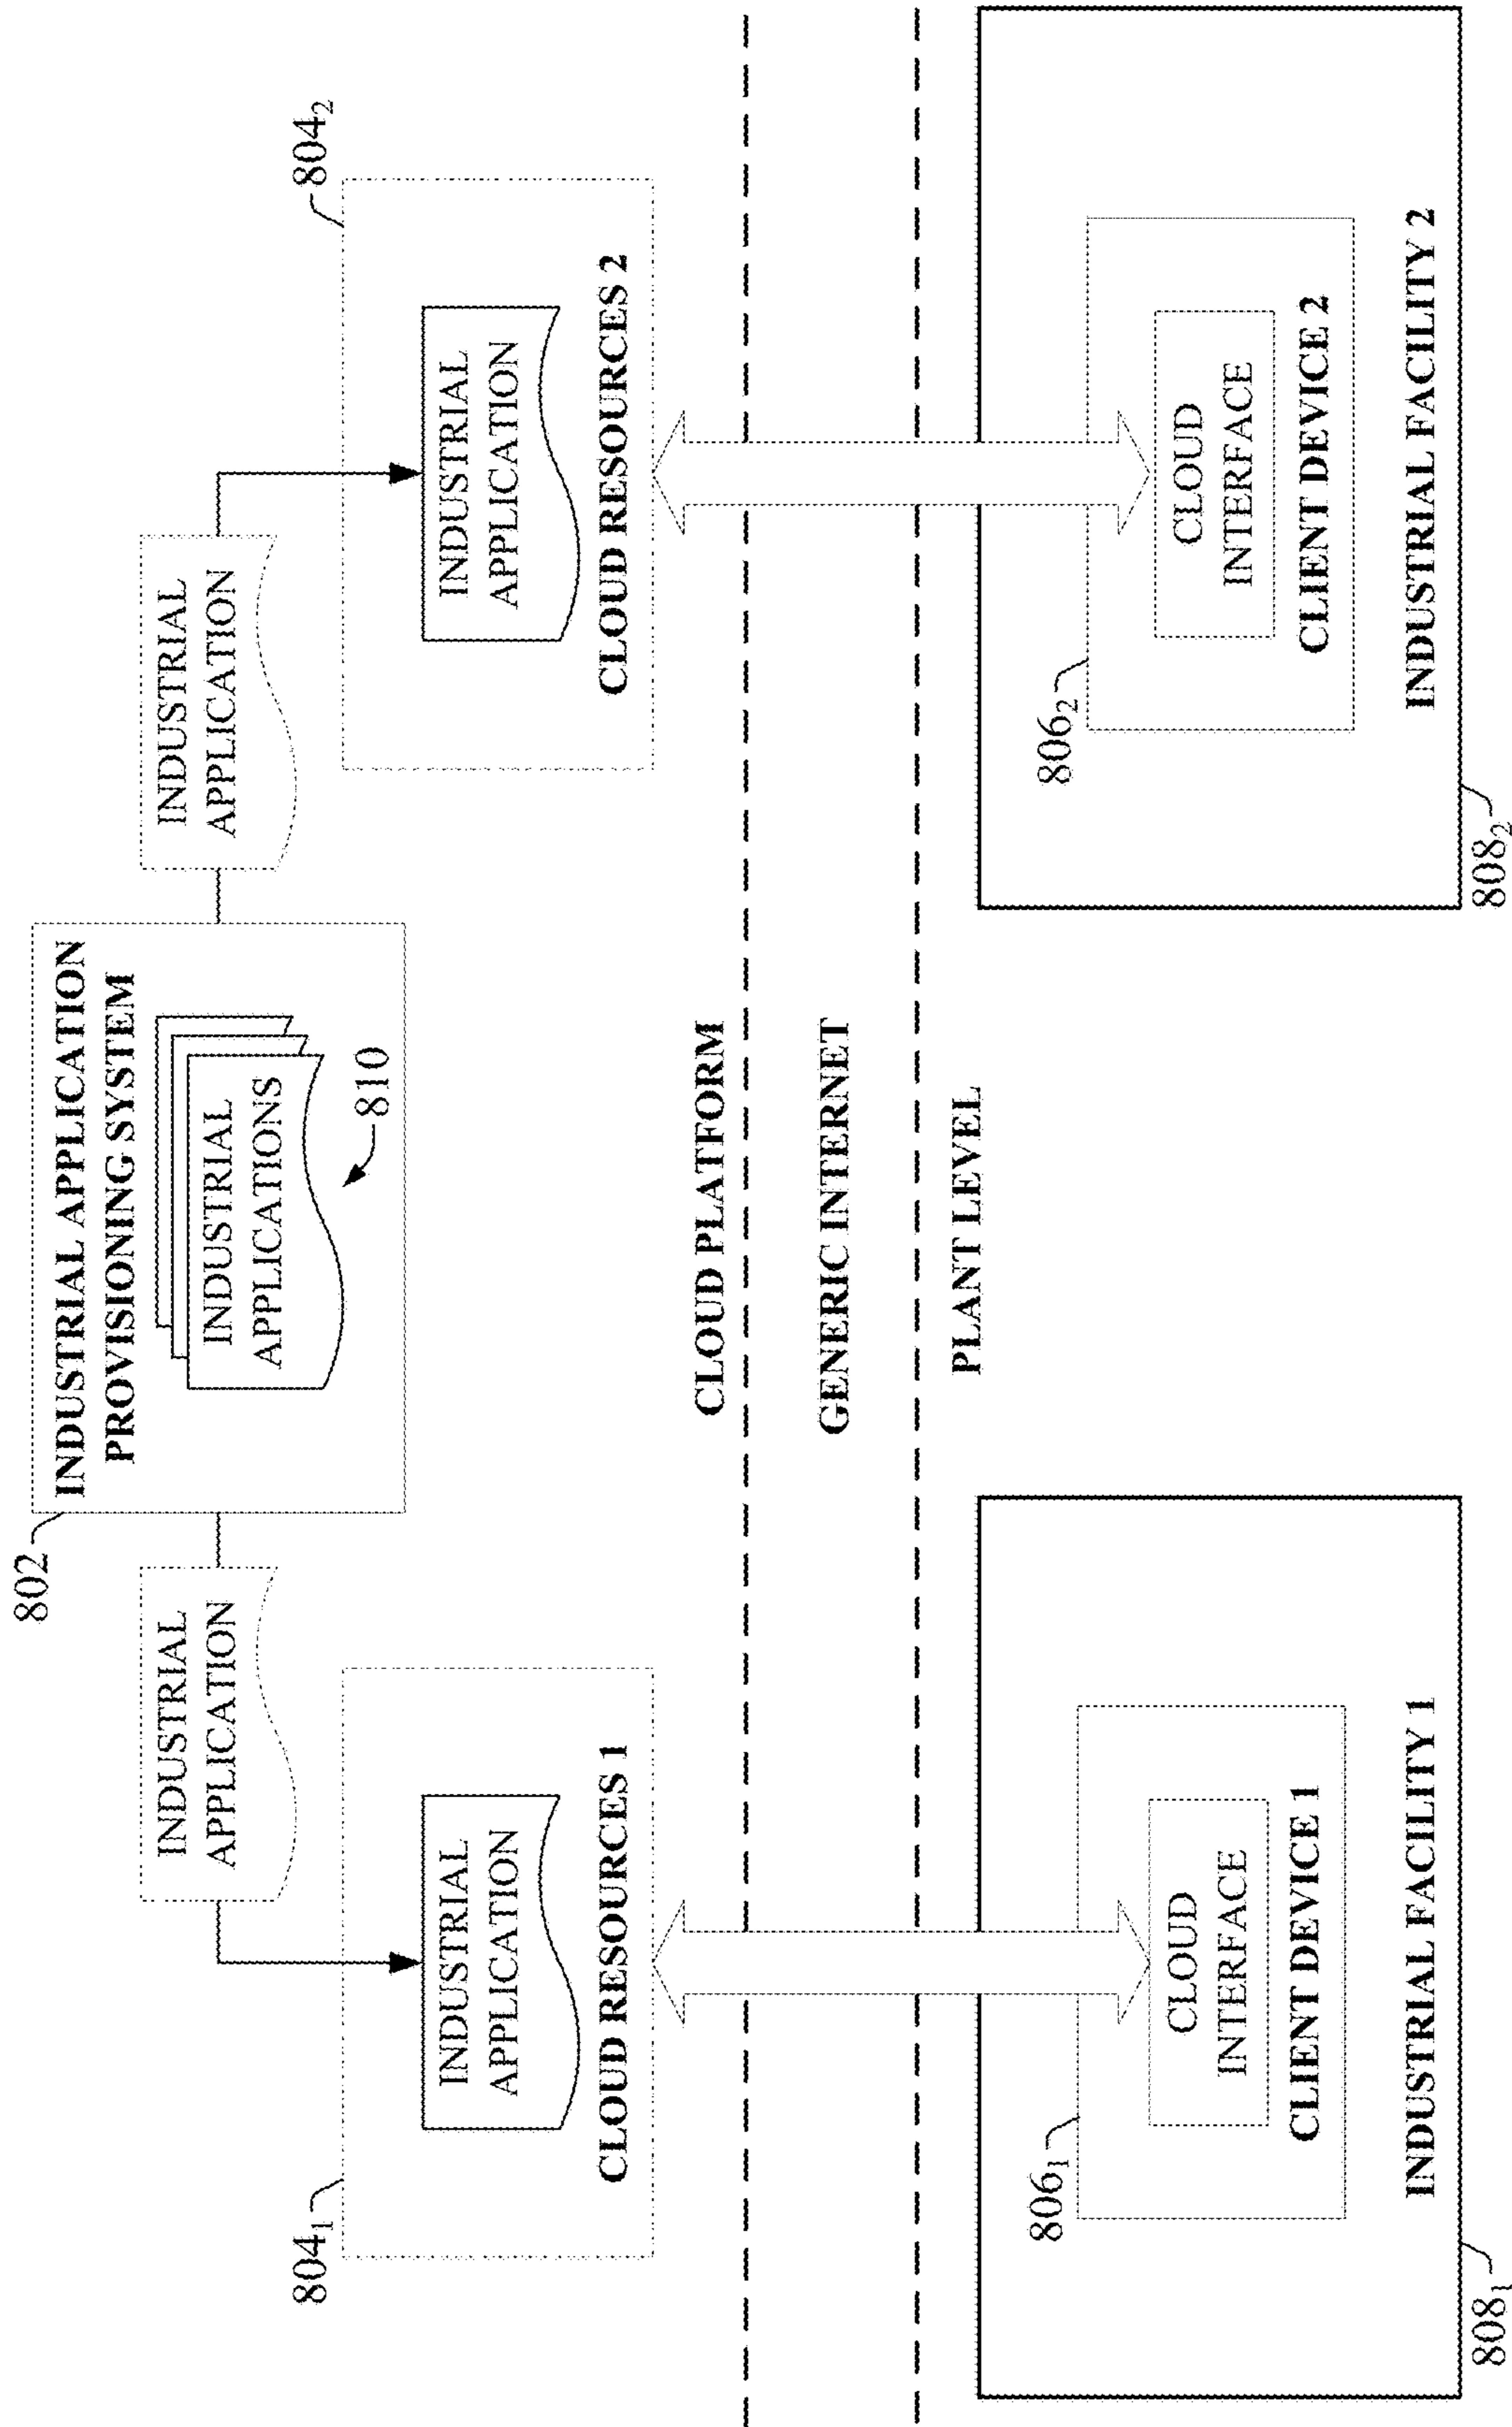 802
INDUSTRIAL APPLICATION
PROVISIONING SYSTEM
INDUSTRIAL
APPLICATIONS
810
INDUSTRIAL
APPLICATION
INDUSTRIAL
APPLICATION
804₁
INDUSTRIAL
APPLICATION
CLOUD RESOURCES 1
804₂
INDUSTRIAL
APPLICATION
CLOUD RESOURCES 2
CLOUD PLATFORM
GENERIC INTERNET
PLANT LEVEL
806₁
CLOUD
INTERFACE
CLIENT DEVICE 1
INDUSTRIAL FACILITY 1
808₁
806₂
CLOUD
INTERFACE
CLIENT DEVICE 2
INDUSTRIAL FACILITY 2
808₂